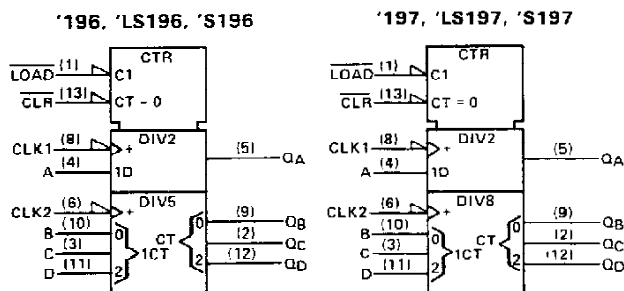 '196, 'LS196, 'S196
CTR
LOAD (1) C1
CLR (13) CT = 0
DIV2
CLK1 (8) +
A (4) 1D
(5) QA
DIV5
CLK2 (6) +
B (10) 0
C (3) 1CT
D (11) 2
CT
0 (9) QB
(2) QC
2 (12) QD
'197, 'LS197, 'S197
CTR
LOAD (1) C1
CLR (13) CT = 0
DIV2
CLK1 (8) +
A (4) 1D
(5) QA
DIV8
CLK2 (6) +
B (10) 0
C (3) 1CT
D (11) 2
CT
0 (9) QB
(2) QC
2 (12) QD